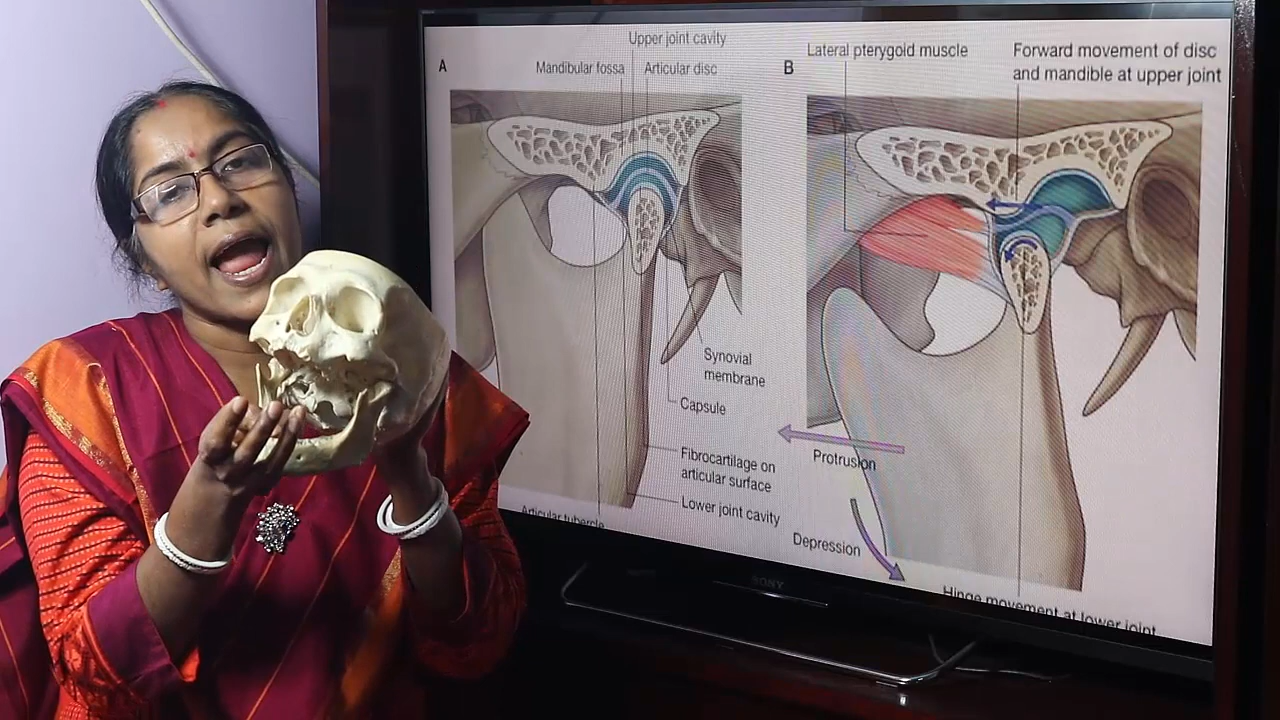 Upper joint cavity
A
Mandibular fossa
Articular disc
Synovial
membrane
Capsule
Fibrocartilage on
articular surface
Lower joint cavity
Articular tubercle
B
Lateral pterygoid muscle
Forward movement of disc
and mandible at upper joint
Protrusion
Depression
Hinge movement at lower joint
SONY